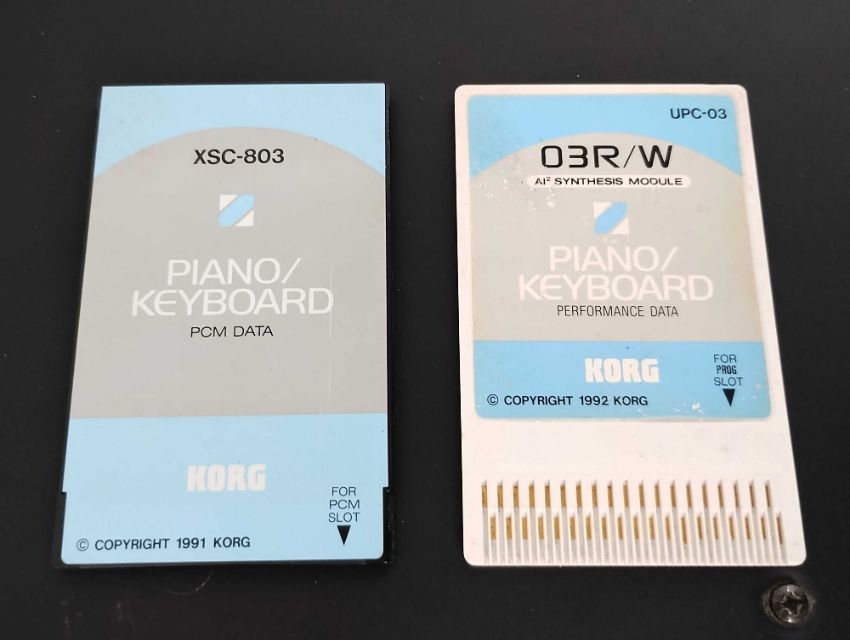 XSC-803
PIANO/
KEYBOARD
PCM DATA
KORG
FOR
PCM
SLOT
© COPYRIGHT 1991 KORG
UPC-03
03R/W
AI² SYNTHESIS MODULE
PIANO/
KEYBOARD
PERFORMANCE DATA
KORG
FOR
PROG
SLOT
© COPYRIGHT 1992 KORG